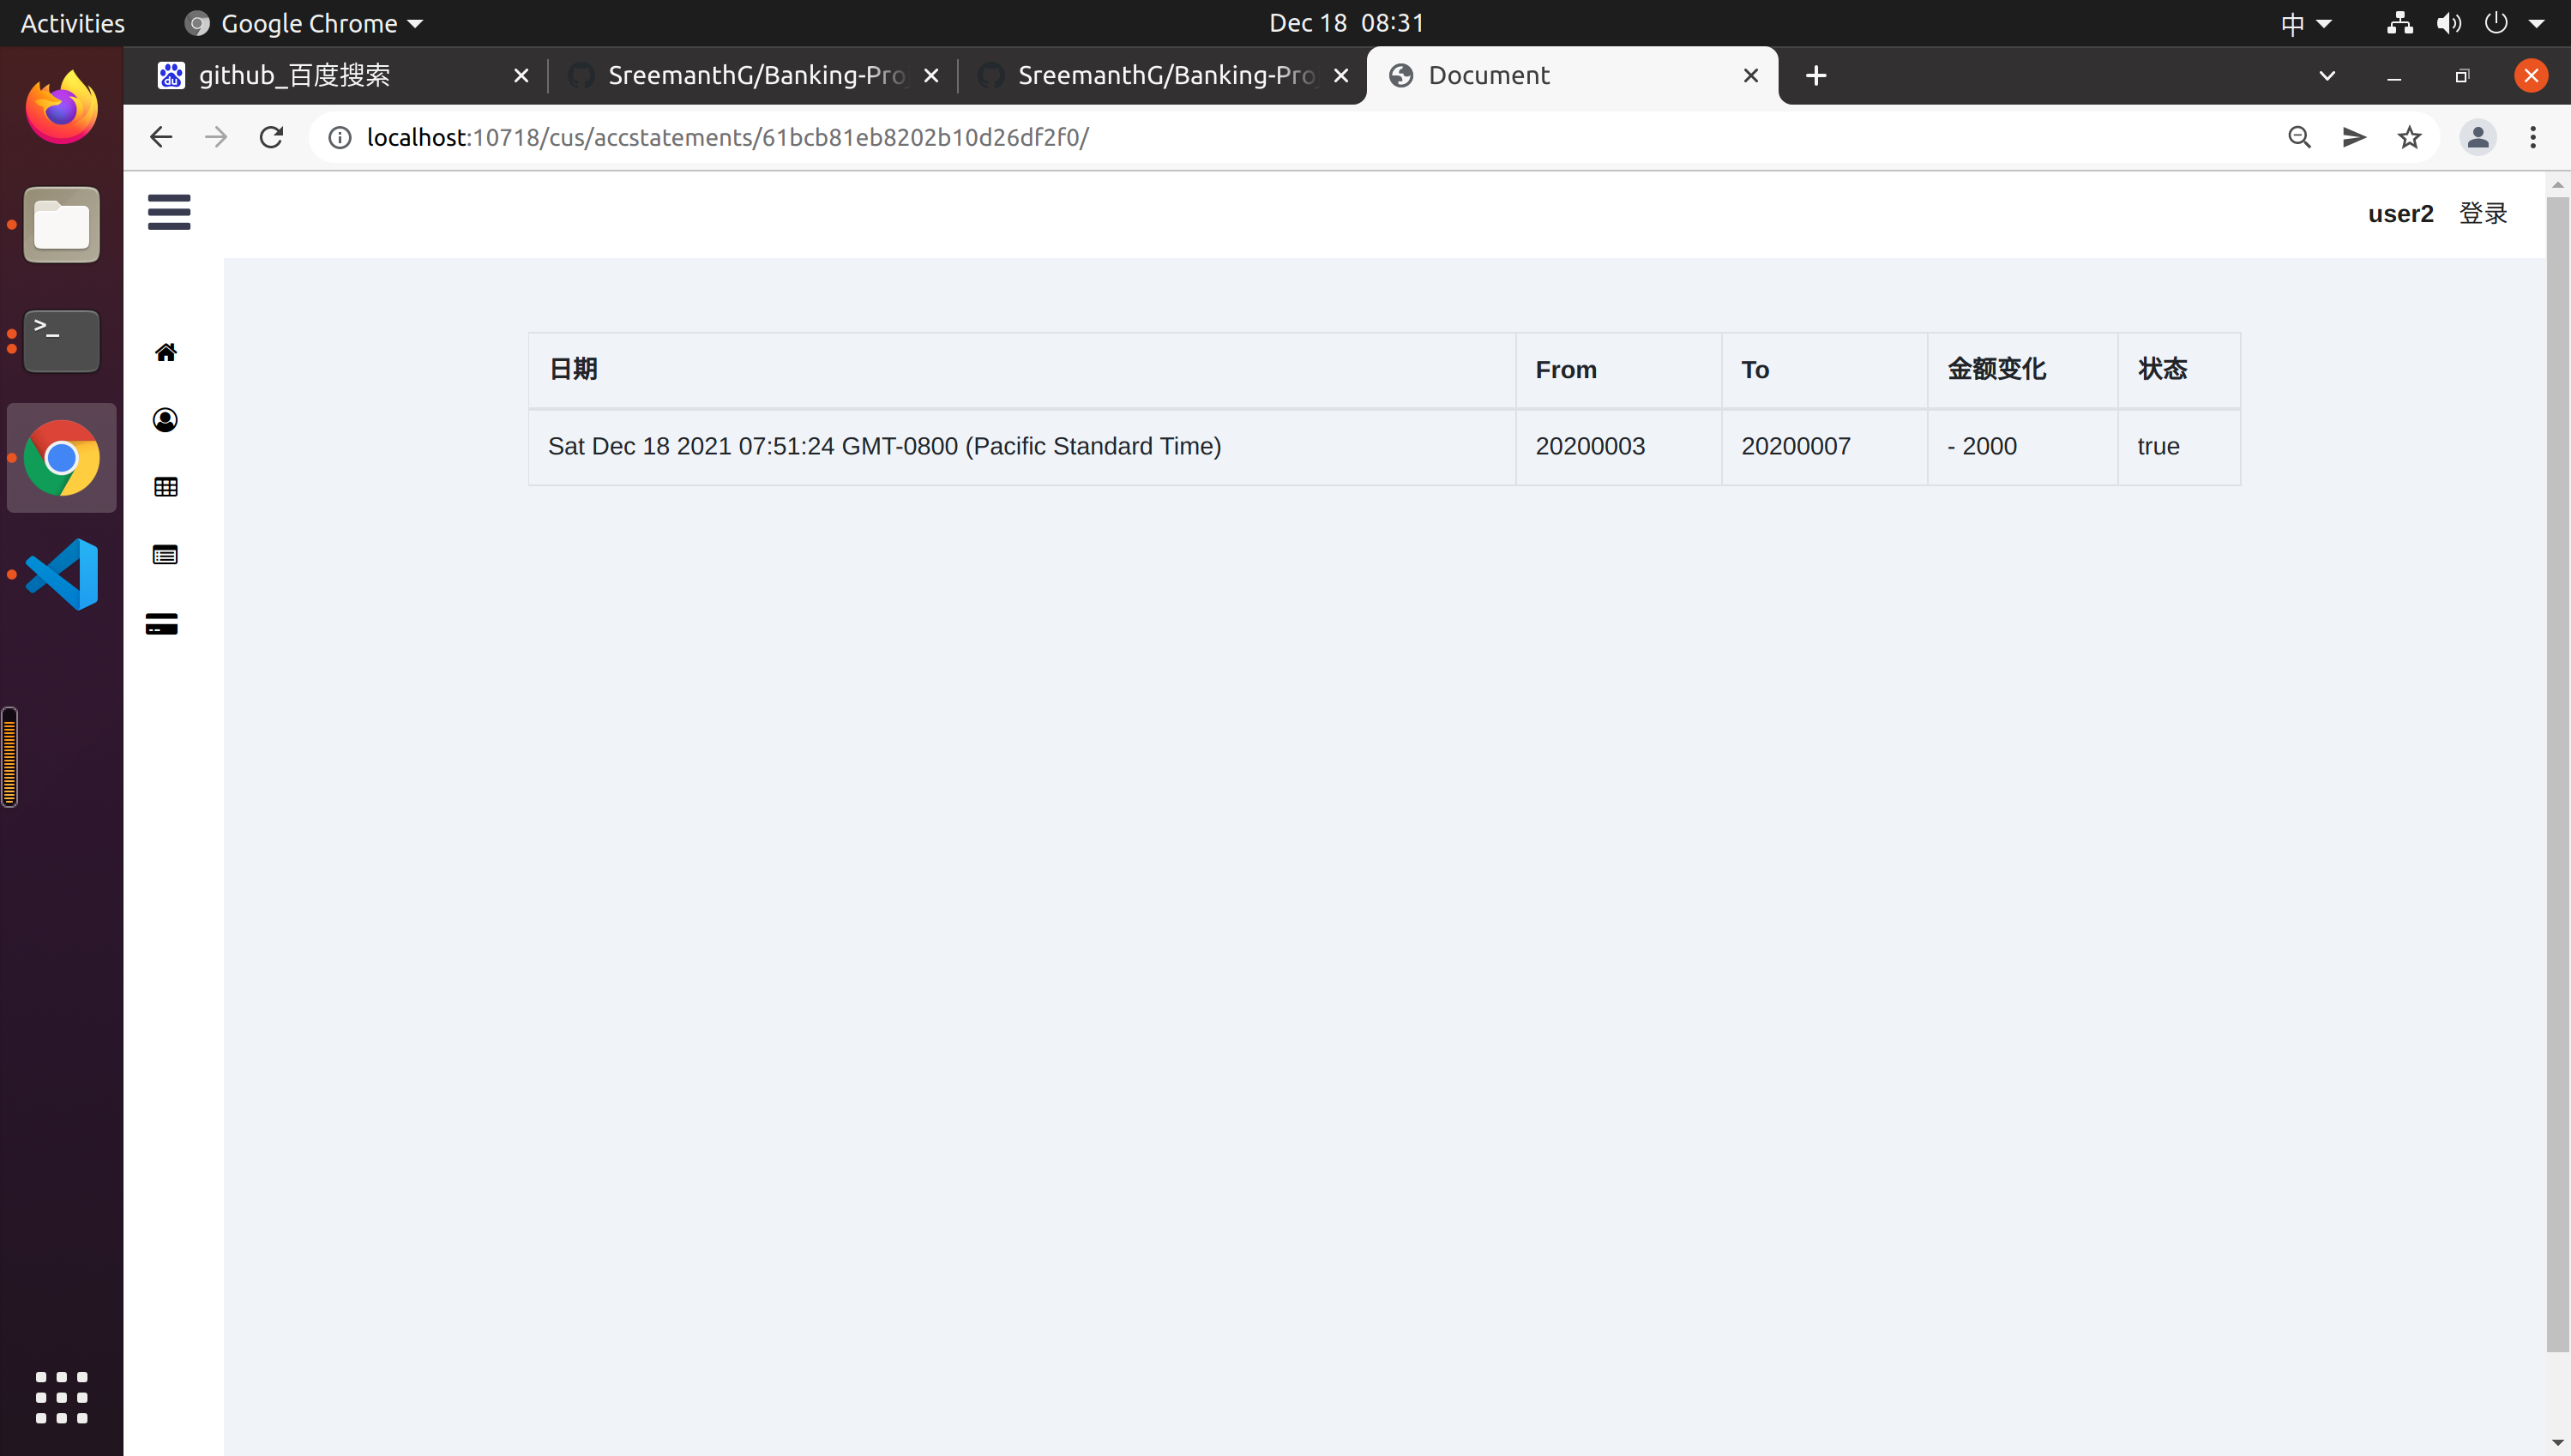 Activities Google Chrome Dec 18 08:31 中
github_百度搜索 SreemanthG/Banking-Pro SreemanthG/Banking-Pro Document
localhost:10718/cus/accstatements/61bcb81eb8202b10d26df2f0/
user2 登录
日期 From To 金额变化 状态
Sat Dec 18 2021 07:51:24 GMT-0800 (Pacific Standard Time) 20200003 20200007 - 2000 true